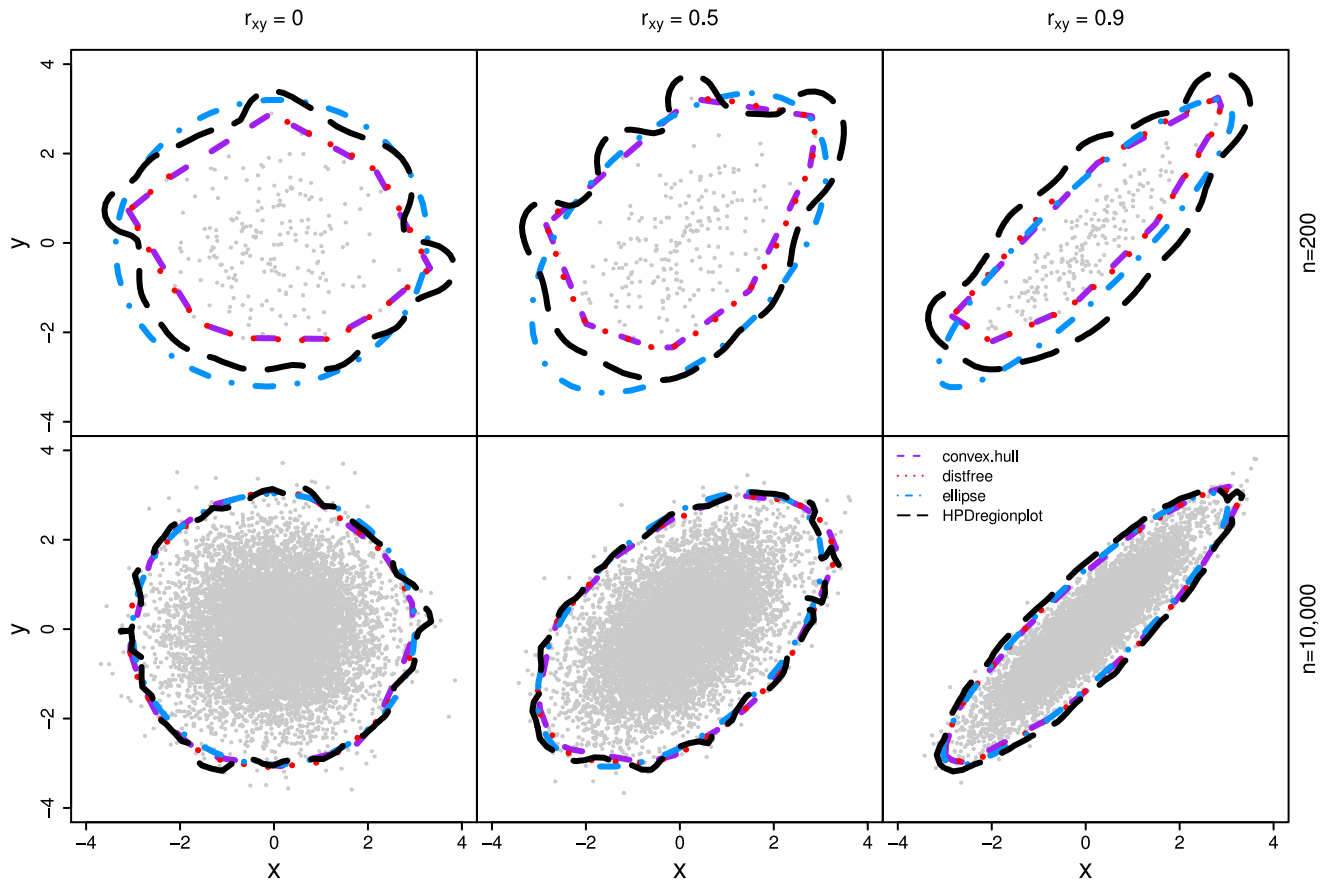 r_xy = 0
r_xy = 0.5
r_xy = 0.9
4
2
0
−2
−4
y
n=200
4
2
0
−2
−4
y
convex.hull
distfree
ellipse
HPDregionplot
n=10,000
−4 −2 0 2 4
−4 −2 0 2 4
−4 −2 0 2 4
x
x
x